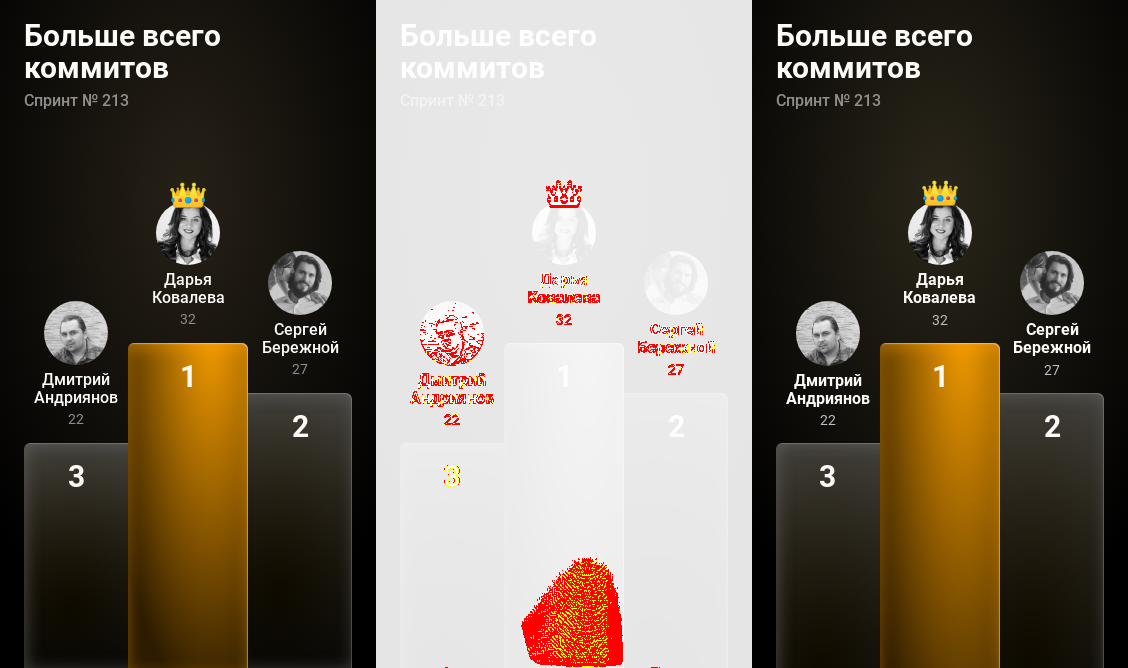 Больше всего
коммитов
Спринт № 213
Дарья
Ковалева
32
Сергей
Бережной
27
Дмитрий
Андриянов
22
1
2
3
Больше всего
коммитов
Спринт № 213
Дарья
Ковалева
32
Сергей
Бережной
27
Дмитрий
Андриянов
22
1
2
3
Больше всего
коммитов
Спринт № 213
Дарья
Ковалева
32
Сергей
Бережной
27
Дмитрий
Андриянов
22
1
2
3